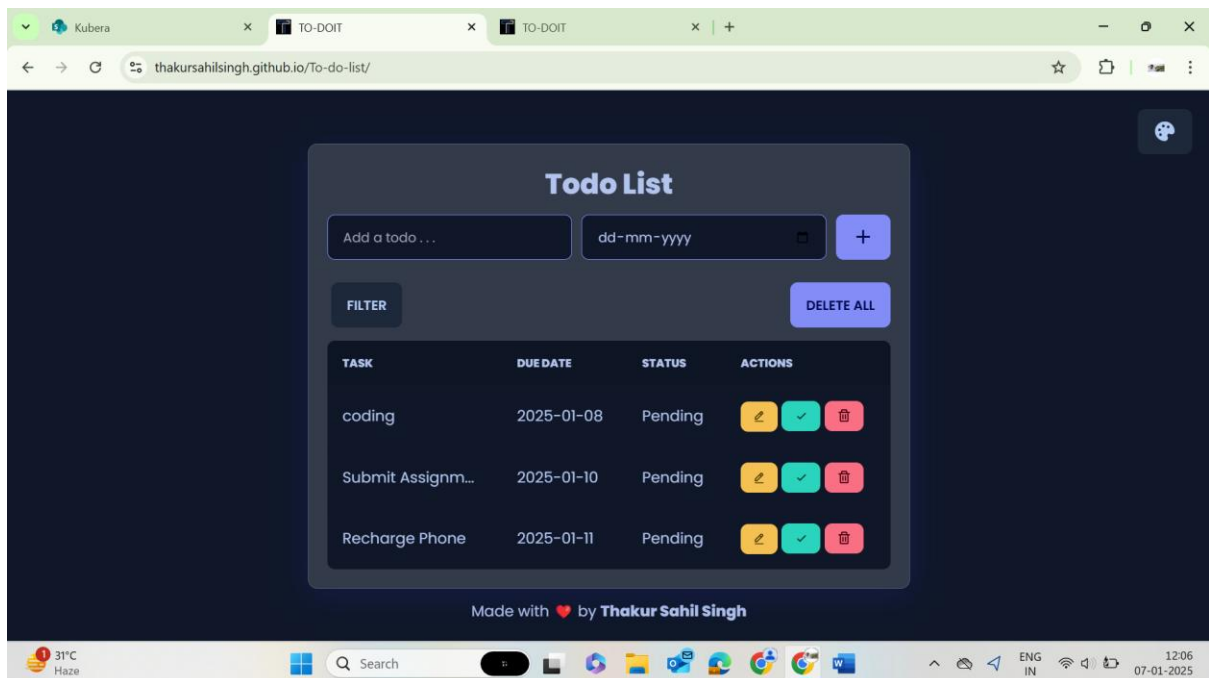 Kubera
TO-DOIT
TO-DOIT
thakursahilsingh.github.io/To-do-list/
Todo List
Add a todo . . .
dd-mm-yyyy
+
FILTER
DELETE ALL
TASK DUE DATE STATUS ACTIONS
coding 2025-01-08 Pending
Submit Assignm... 2025-01-10 Pending
Recharge Phone 2025-01-11 Pending
Made with ❤️ by Thakur Sahil Singh
1
31°C
Haze
Search
ENG
IN
12:06
07-01-2025